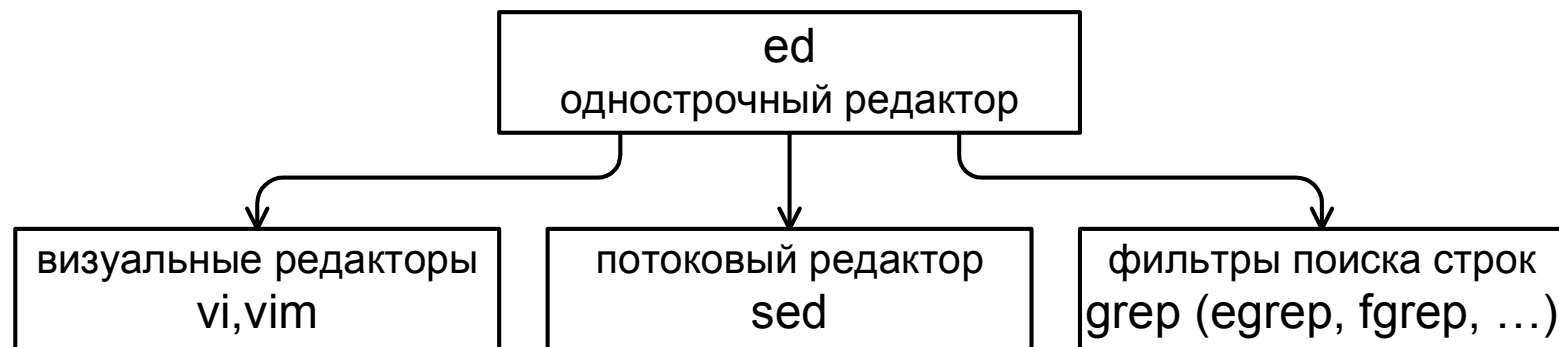 ed
однострочный редактор
визуальные редакторы
vi,vim
потоковый редактор
sed
фильтры поиска строк
grep (egrep, fgrep, …)